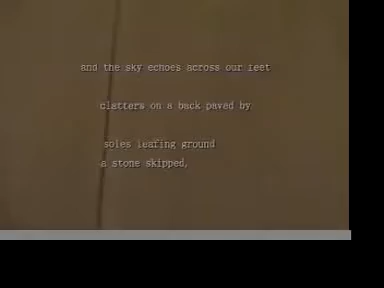 and the sky echoes across our feet
clatters on a back paved by
soles leafing ground
a stone skipped,